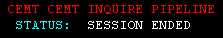 CEMT CEMT INQUIRE PIPELINE
STATUS: SESSION ENDED